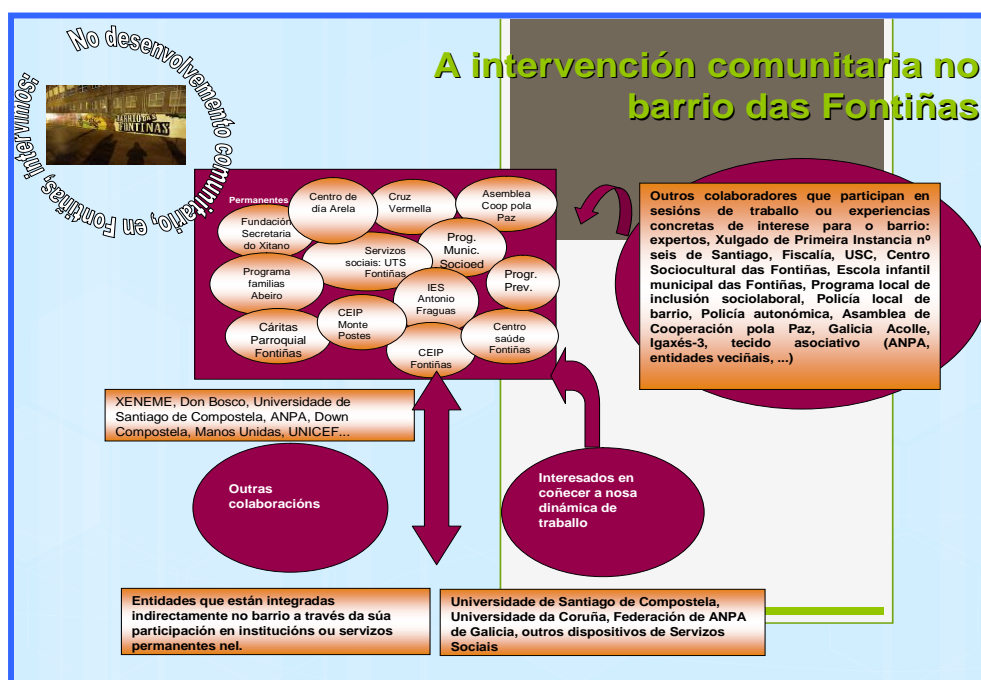 No desenvolvemento comunitario, en Fontiñas, intervimos:
BARRIO DAS
FONTIÑAS
A intervención comunitaria no
barrio das Fontiñas
Permanentes
Centro de
día Arela
Cruz
Vermella
Asemblea
Coop pola
Paz
Fundación
Secretaria
do Xitano
Servizos
sociais: UTS
Fontiñas
Prog.
Munic.
Socioed
Programa
familias
Abeiro
IES
Antonio
Fraguas
Progr.
Prev.
Cáritas
Parroquial
Fontiñas
CEIP
Monte
Postes
CEIP
Fontiñas
Centro
saúde
Fontiñas
Outros colaboradores que participan en
sesións de traballo ou experiencias
concretas de interese para o barrio:
expertos, Xulgado de Primeira Instancia nº
seis de Santiago, Fiscalía, USC, Centro
Sociocultural das Fontiñas, Escola infantil
municipal das Fontiñas, Programa local de
inclusión sociolaboral, Policía local de
barrio, Policía autonómica, Asamblea de
Cooperación pola Paz, Galicia Acolle,
Igaxés-3, tecido asociativo (ANPA,
entidades veciñais, ...)
XENEME, Don Bosco, Universidade de
Santiago de Compostela, ANPA, Down
Compostela, Manos Unidas, UNICEF...
Outras
colaboracións
Interesados en
coñecer a nosa
dinámica de
traballo
Entidades que están integradas
indirectamente no barrio a través da súa
participación en institucións ou servizos
permanentes nel.
Universidade de Santiago de Compostela,
Universidade da Coruña, Federación de ANPA
de Galicia, outros dispositivos de Servizos
Sociais